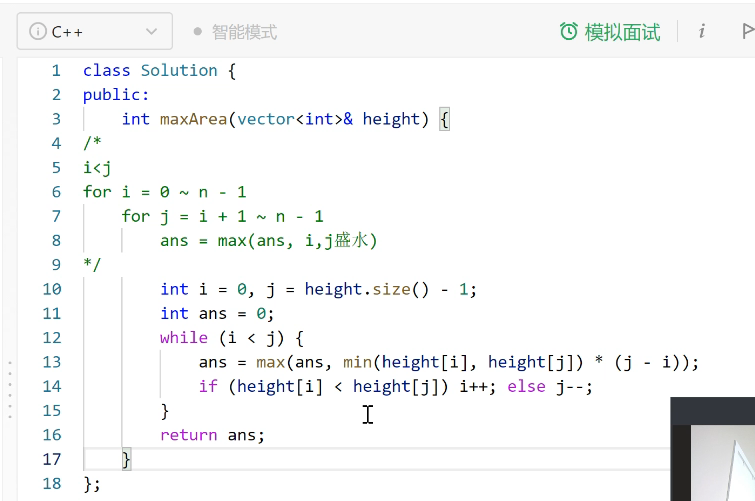 C++
智能模式
模拟面试
1 class Solution {
2 public:
3     int maxArea(vector<int>& height) {
4 /*
5 i<j
6 for i = 0 ~ n - 1
7     for j = i + 1 ~ n - 1
8         ans = max(ans, i,j盛水)
9 */
10         int i = 0, j = height.size() - 1;
11         int ans = 0;
12         while (i < j) {
13             ans = max(ans, min(height[i], height[j]) * (j - i));
14             if (height[i] < height[j]) i++; else j--;
15         }
16         return ans;
17     }
18 };